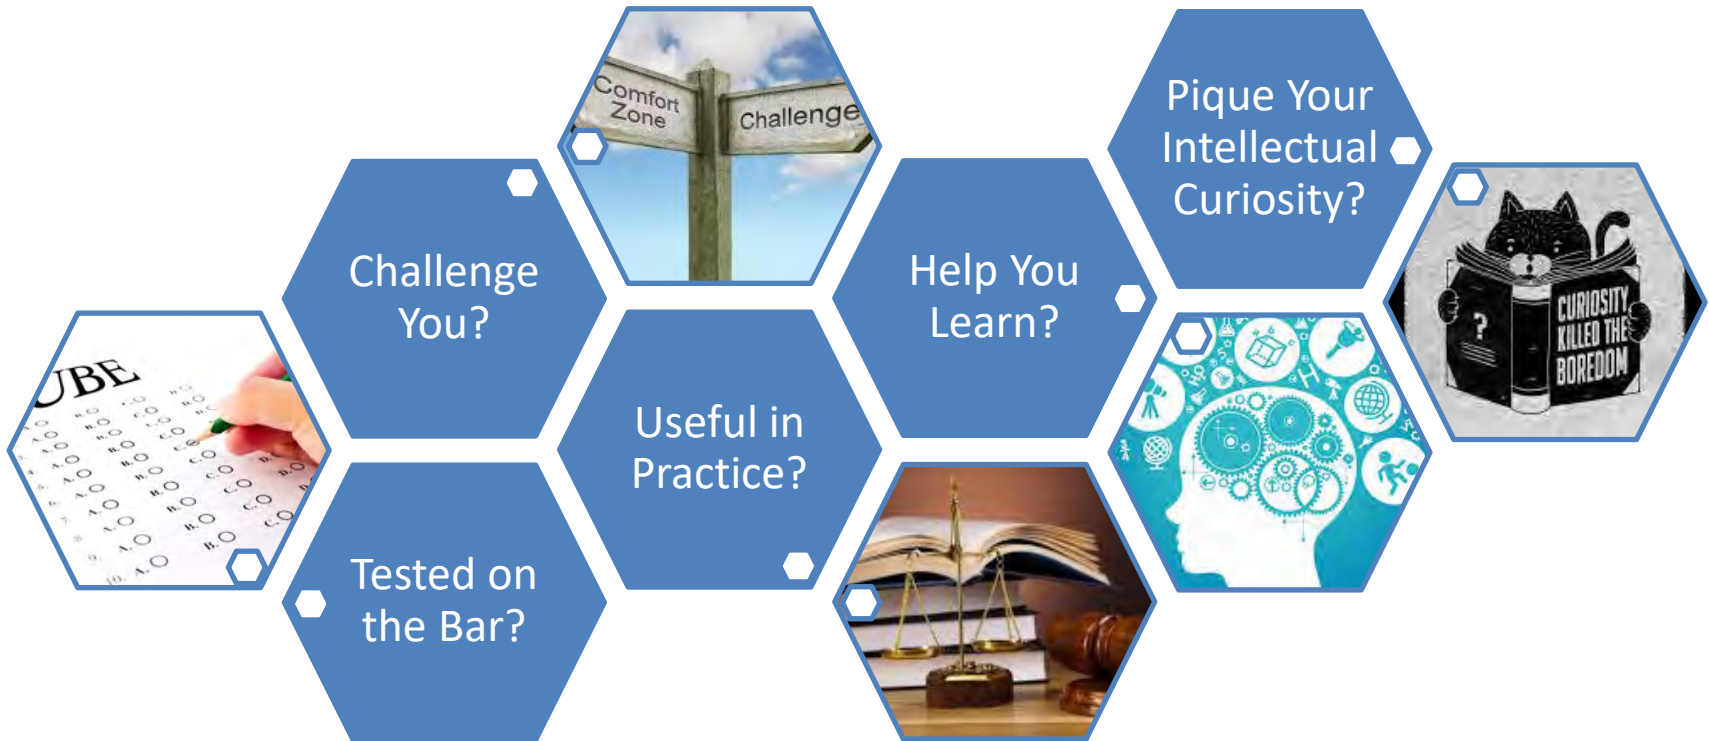 Comfort
Zone
Challenge
Pique Your
Intellectual
Curiosity?
Challenge
You?
Help You
Learn?
?
CURIOSITY
KILLED THE
BOREDOM
UBE
Useful in
Practice?
Tested on
the Bar?